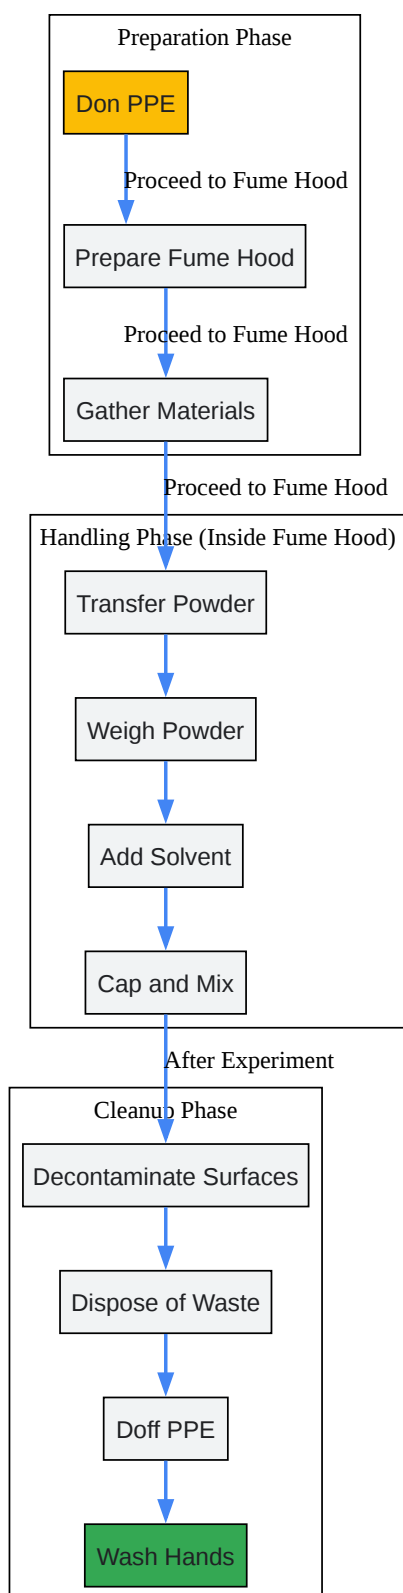 Preparation Phase
Don PPE
Proceed to Fume Hood
Prepare Fume Hood
Proceed to Fume Hood
Gather Materials
Proceed to Fume Hood
Handling Phase (Inside Fume Hood)
Transfer Powder
Weigh Powder
Add Solvent
Cap and Mix
After Experiment
Cleanup Phase
Decontaminate Surfaces
Dispose of Waste
Doff PPE
Wash Hands